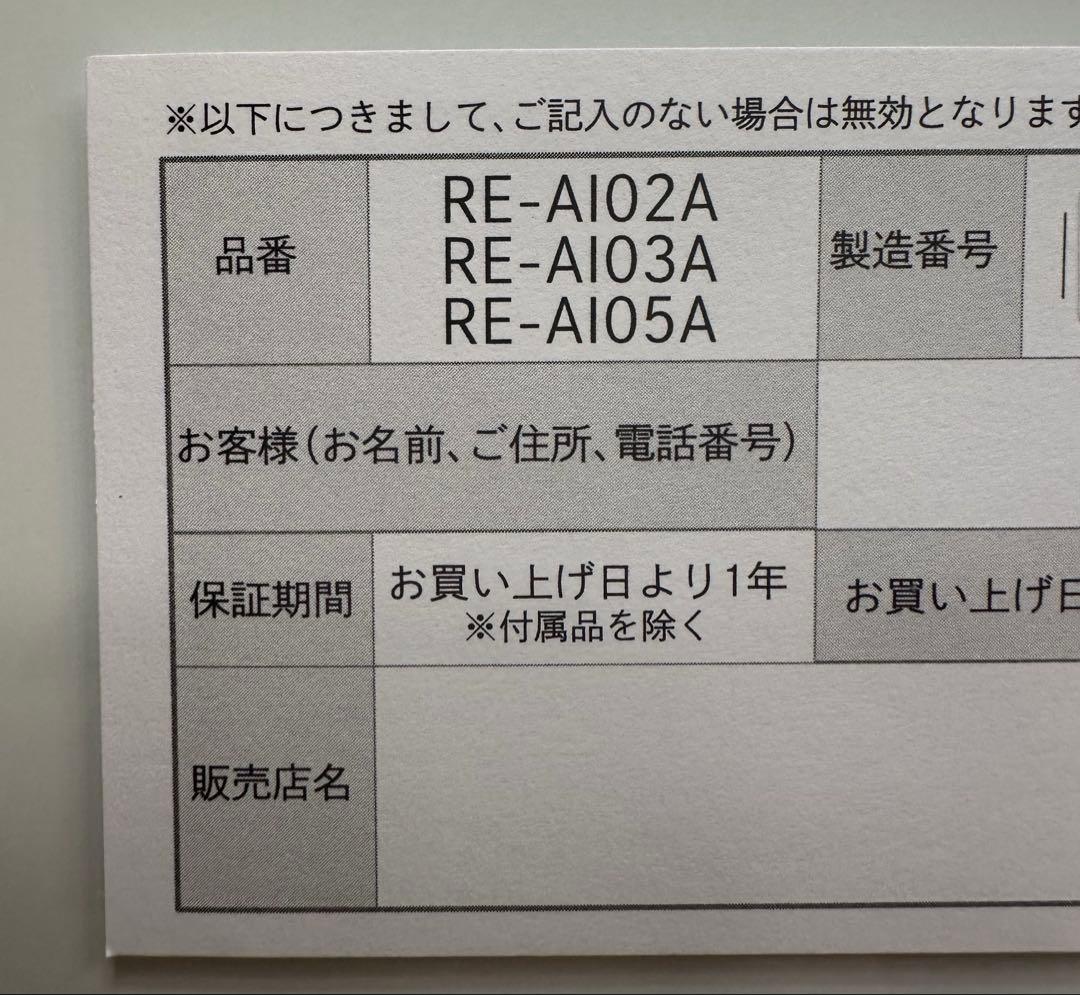 ※以下につきまして、ご記入のない場合は無効となります
品番
RE-AI02A
RE-AI03A
RE-AI05A
製造番号
お客様(お名前、ご住所、電話番号)
保証期間
お買い上げ日より1年
※付属品を除く
お買い上げ日
販売店名